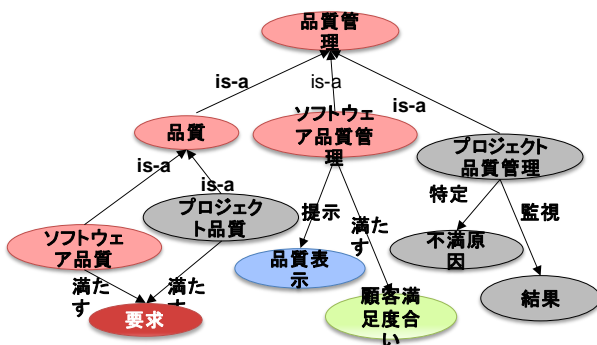 品質管
理
is-a
is-a
is-a
品質
ソフトウェ
ア品質管
理
プロジェクト
品質管理
is-a
is-a
プロジェク
ト品質
ソフトウェ
ア品質
提示
満た
す
特定
監視
品質表
示
不満原
因
満た
す
満た
す
要求
顧客満
足度合
い
結果